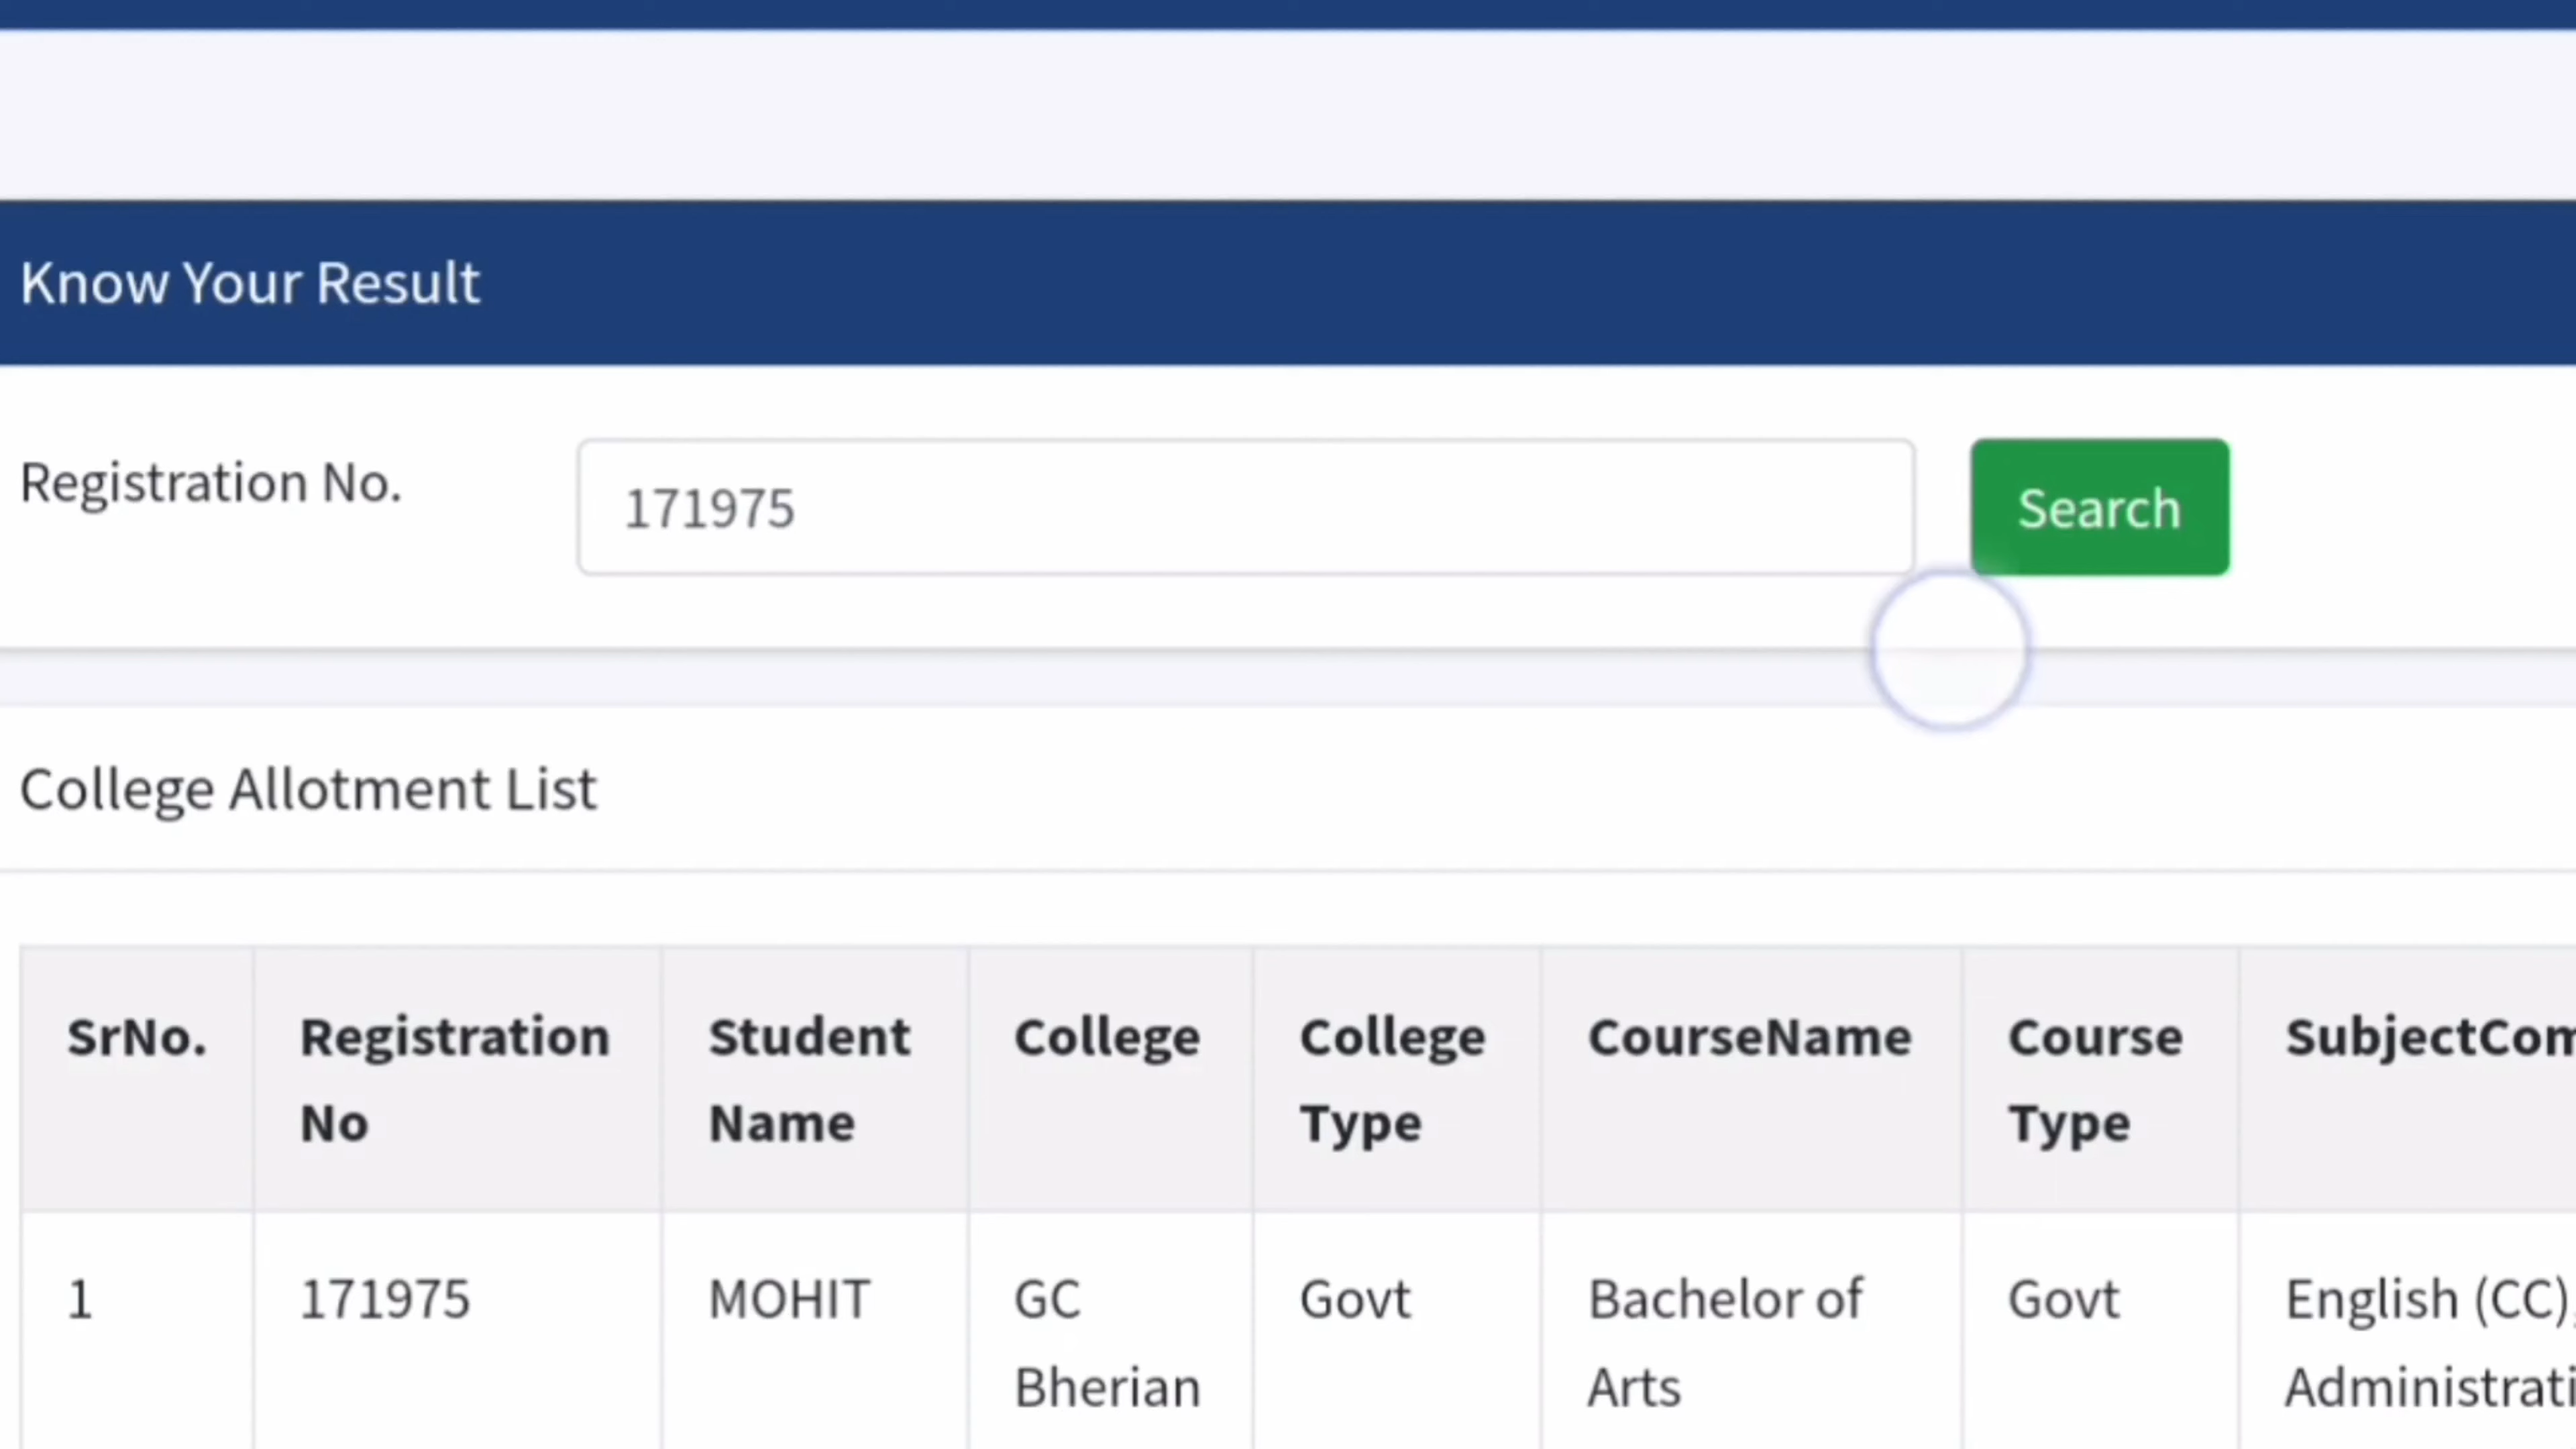 Know Your Result
Registration No. 171975 Search
College Allotment List
SrNo. Registration No Student Name College College Type CourseName Course Type
1 171975 MOHIT GC Bherian Govt Bachelor of Arts Govt English (CC)